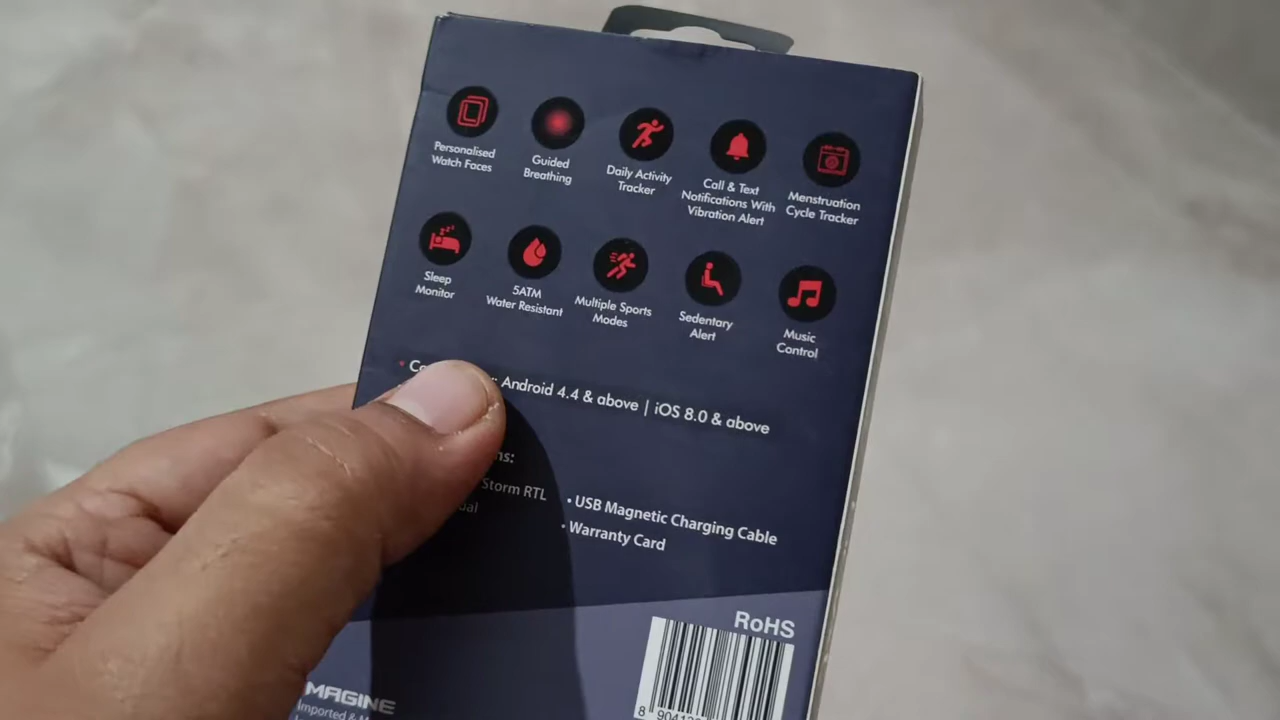 Personalised
Watch Faces
Guided
Breathing
Daily Activity
Tracker
Call & Text
Notifications With
Vibration Alert
Menstruation
Cycle Tracker
Sleep
Monitor
5ATM
Water Resistant
Multiple Sports
Modes
Sedentary
Alert
Music
Control
Android 4.4 & above | iOS 8.0 & above
Storm RTL
• USB Magnetic Charging Cable
• Warranty Card
RoHS
MAGINE
Imported &